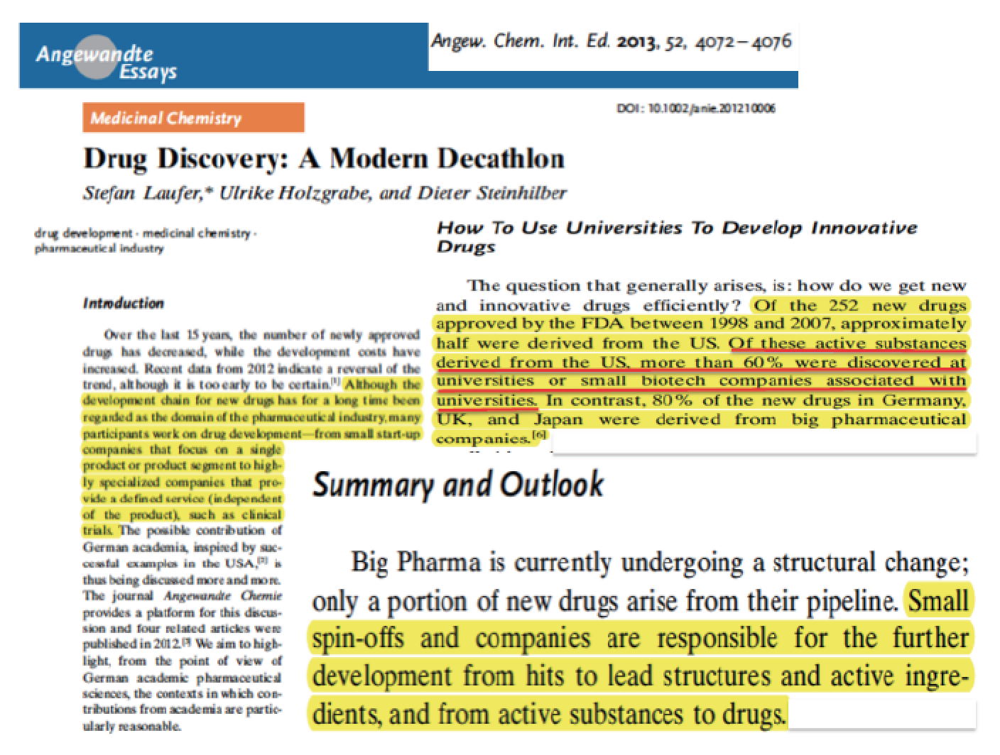 Angewandte
Essays
Angew. Chem. Int. Ed. 2013, 52, 4072–4076
DOI: 10.1002/anie.201210006
Medicinal Chemistry
Drug Discovery: A Modern Decathlon
Stefan Laufer,* Ulrike Holzgrabe, and Dieter Steinhilber
drug development · medicinal chemistry ·
pharmaceutical industry
Introduction
Over the last 15 years, the number of newly approved
drugs has decreased, while the development costs have
increased. Recent data from 2012 indicate a reversal of the
trend, although it is too early to be certain.[1] Although the
development chain for new drugs has for a long time been
regarded as the domain of the pharmaceutical industry, many
participants work on drug development—from small start-up
companies that focus on a single
product or product segment to high-
ly specialized companies that pro-
vide a defined service (independent
of the product), such as clinical
trials. The possible contribution of
German academia, inspired by suc-
cessful examples in the USA,[2] is
thus being discussed more and more.
The journal Angewandte Chemie
provides a platform for this discus-
sion and four related articles were
published in 2012.[3] We aim to high-
light, from the point of view of
German academic pharmaceutical
sciences, the contexts in which con-
tributions from academia are partic-
ularly reasonable.
How To Use Universities To Develop Innovative
Drugs
The question that generally arises, is: how do we get new
and innovative drugs efficiently? Of the 252 new drugs
approved by the FDA between 1998 and 2007, approximately
half were derived from the US. Of these active substances
derived from the US, more than 60% were discovered at
universities or small biotech companies associated with
universities. In contrast, 80% of the new drugs in Germany,
UK, and Japan were derived from big pharmaceutical
companies.[6]
Summary and Outlook
Big Pharma is currently undergoing a structural change;
only a portion of new drugs arise from their pipeline. Small
spin-offs and companies are responsible for the further
development from hits to lead structures and active ingre-
dients, and from active substances to drugs.